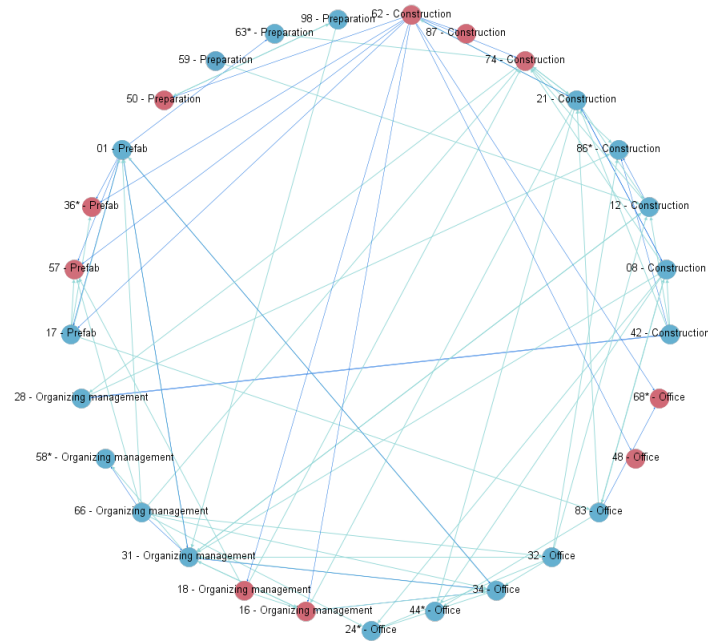 98 - Preparation
62 - Construction
63* - Preparation
87 - Construction
59 - Preparation
74 - Construction
50 - Preparation
21 - Construction
01 - Prefab
86* - Construction
36* - Prefab
12 - Construction
57 - Prefab
08 - Construction
17 - Prefab
42 - Construction
28 - Organizing management
68* - Office
58* - Organizing management
48 - Office
66 - Organizing management
83 - Office
31 - Organizing management
32 - Office
18 - Organizing management
34 - Office
16 - Organizing management
44* - Office
24* - Office